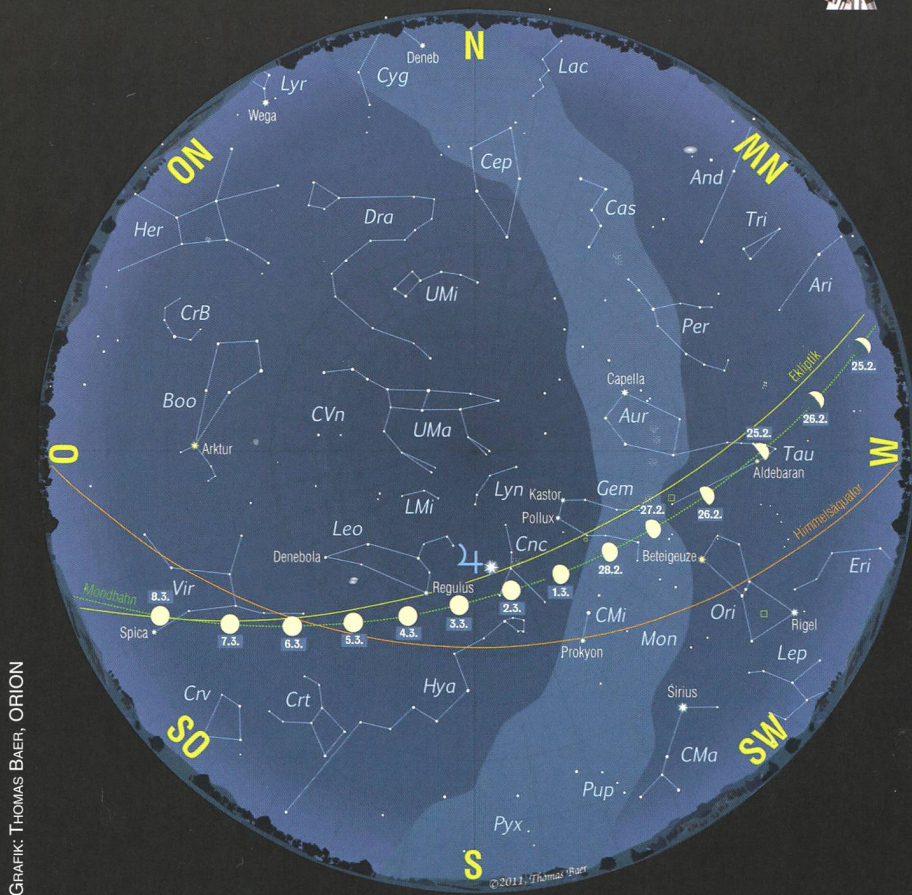 N
Deneb
Cyg
Lac
Lyr
Wega
NO
NW
Cep
And
Cas
Dra
Tri
Her
UMi
Ari
CrB
Per
Ekliptik
25.2.
Capella
Boo
CVn
Aur
26.2.
UMa
25.2.
Tau
O
Arktur
W
Aldebaran
Lyn
Kastor
Gem
26.2.
LMi
Pollux
27.2.
Himmelsäquator
Leo
Cnc
Denebola
♃
Beteigeuze
28.2.
Eri
Regulus
1.3.
Mondbahn
Vir
8.3.
2.3.
3.3.
CMi
Ori
4.3.
Spica
7.3.
6.3.
5.3.
Mon
Rigel
Prokyon
Lep
Crv
Crt
Hya
Sirius
SO
SW
CMa
Pup
Pyx
S
©2011, Thomas Baer
GRAFIK: THOMAS BAER, ORION